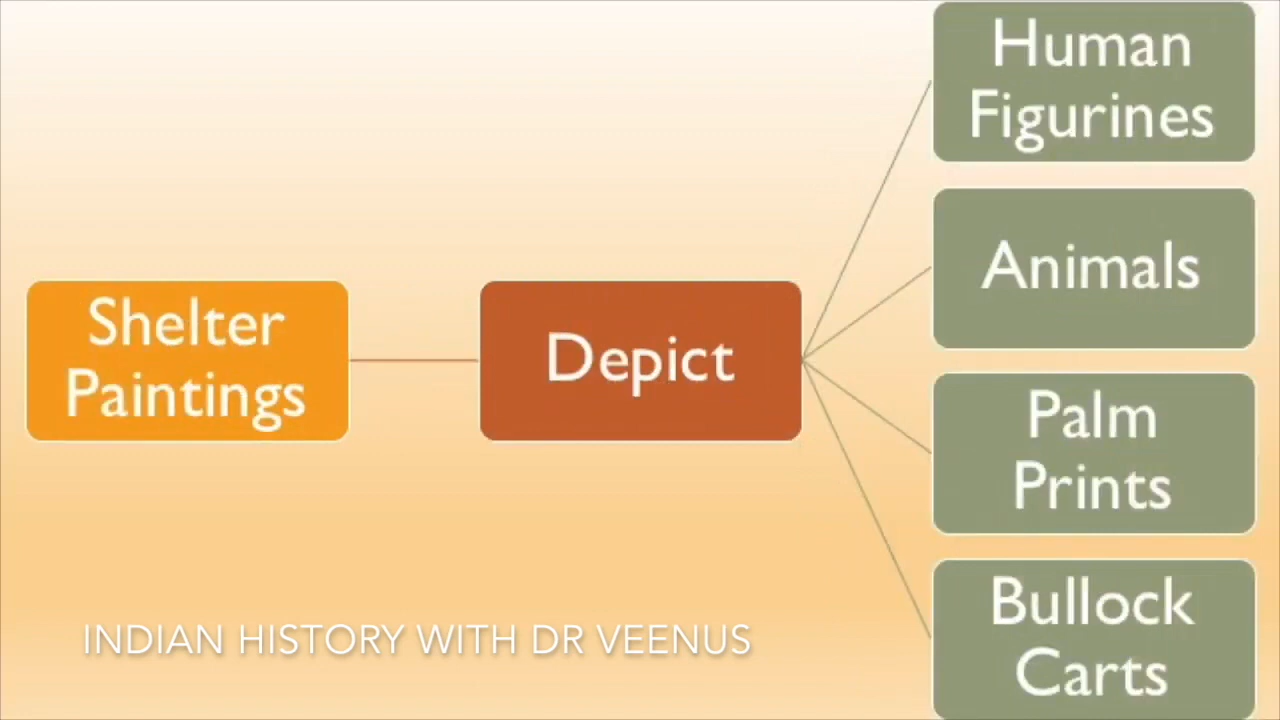 Shelter
Paintings
Depict
Human
Figurines
Animals
Palm
Prints
Bullock
Carts
INDIAN HISTORY WITH DR VEENUS